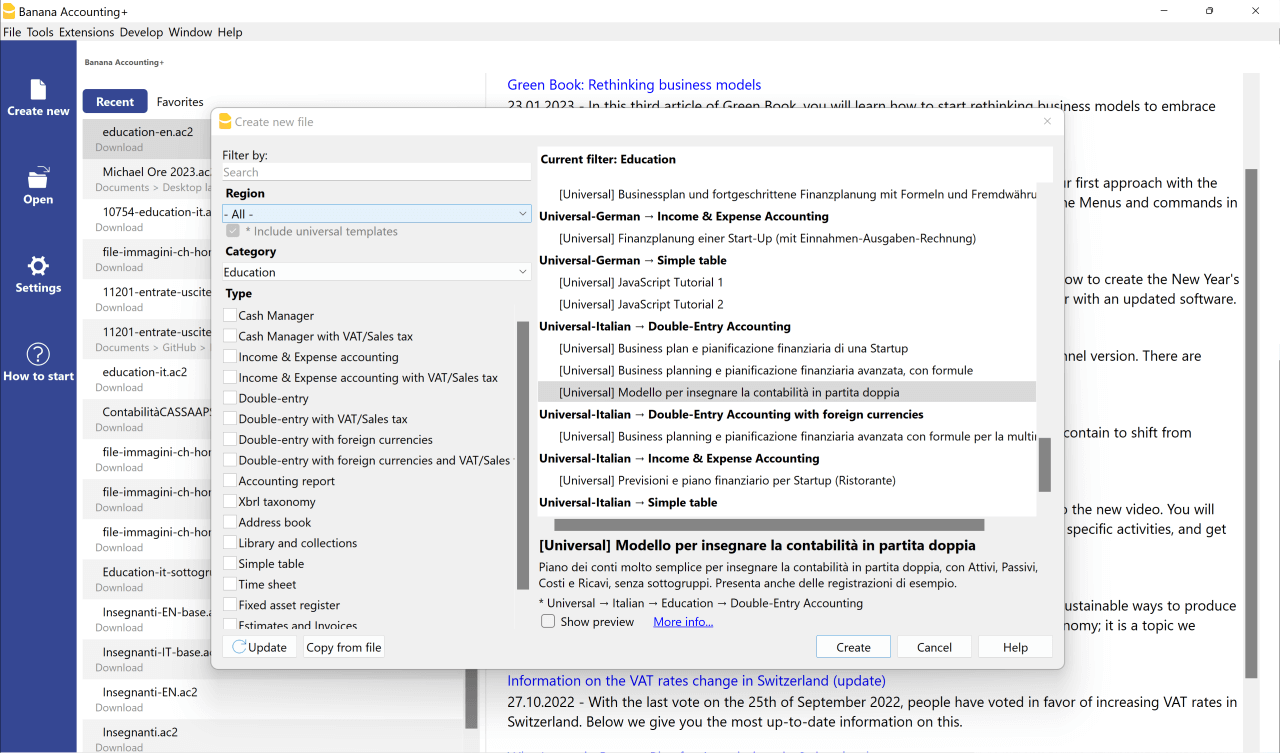 Banana Accounting+
File Tools Extensions Develop Window Help
Create new
Open
Settings
How to start
Banana Accounting+
Recent
Favorites
education-en.ac2
Download
Michael Ore 2023.ac
Documents > Desktop la
10754-education-it.a
Download
file-immagini-ch-hor
Download
11201-entrate-uscite
Download
11201-entrate-uscite
Documents > GitHub >
education-it.ac2
Download
ContabilitàCASSAAPS
Download
file-immagini-ch-hor
Download
file-immagini-ch-hor
Download
file-immagini-ch-hor
Download
Education-it-sottogru
Download
Insegnanti-EN-base.a
Download
Insegnanti-IT-base.a
Download
Insegnanti-EN.ac2
Download
Insegnanti.ac2
Download
Green Book: Rethinking business models
23.01.2023 - In this third article of Green Book, you will learn how to start rethinking business models to embrace
r first approach with the
e Menus and commands in
ow to create the New Year's
r with an updated software.
nel version. There are
contain to shift from
o the new video. You will
specific activities, and get
ustainable ways to produce
nomy; it is a topic we
Create new file
Filter by:
Search
Region
- All -
* Include universal templates
Category
Education
Type
Cash Manager
Cash Manager with VAT/Sales tax
Income & Expense accounting
Income & Expense accounting with VAT/Sales tax
Double-entry
Double-entry with VAT/Sales tax
Double-entry with foreign currencies
Double-entry with foreign currencies and VAT/Sales
Accounting report
Xbrl taxonomy
Address book
Library and collections
Simple table
Time sheet
Fixed asset register
Estimates and Invoices
Update
Copy from file
Current filter: Education
[Universal] Businessplan und fortgeschrittene Finanzplanung mit Formeln und Fremdwähru
Universal-German → Income & Expense Accounting
[Universal] Finanzplanung einer Start-Up (mit Einnahmen-Ausgaben-Rechnung)
Universal-German → Simple table
[Universal] JavaScript Tutorial 1
[Universal] JavaScript Tutorial 2
Universal-Italian → Double-Entry Accounting
[Universal] Business plan e pianificazione finanziaria di una Startup
[Universal] Business planning e pianificazione finanziaria avanzata, con formule
[Universal] Modello per insegnare la contabilità in partita doppia
Universal-Italian → Double-Entry Accounting with foreign currencies
[Universal] Business planning e pianificazione finanziaria avanzata con formule per la multi
Universal-Italian → Income & Expense Accounting
[Universal] Previsioni e piano finanziario per Startup (Ristorante)
Universal-Italian → Simple table
[Universal] Modello per insegnare la contabilità in partita doppia
Piano dei conti molto semplice per insegnare la contabilità in partita doppia, con Attivi, Passivi,
Costi e Ricavi, senza sottogruppi. Presenta anche delle registrazioni di esempio.
* Universal → Italian → Education → Double-Entry Accounting
Show preview
More info...
Create
Cancel
Help
Information on the VAT rates change in Switzerland (update)
27.10.2022 - With the last vote on the 25th of September 2022, people have voted in favor of increasing VAT rates in
Switzerland. Below we give you the most up-to-date information on this.